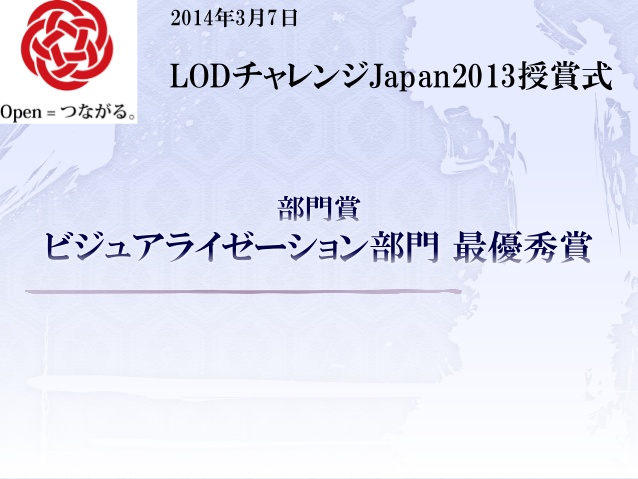 2014年3月7日
LODチャレンジJapan2013授賞式
Open = つながる。
部門賞
ビジュアライゼーション部門 最優秀賞